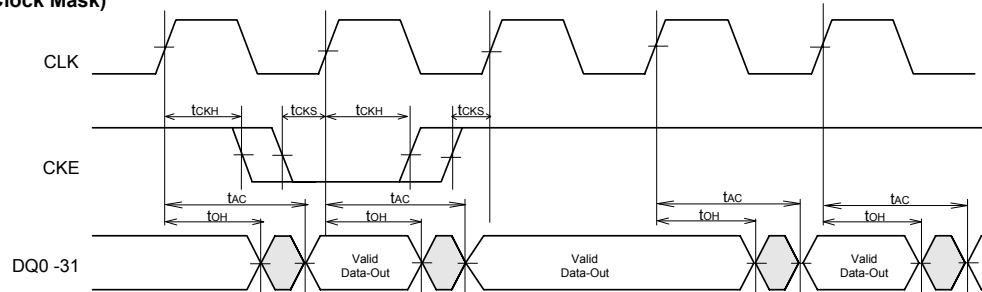 Clock Mask)
CLK
tCKH tCKS tCKH tCKS
CKE
tAC tAC tAC tAC
tOH tOH tOH tOH
DQ0 -31
Valid Data-Out
Valid Data-Out
Valid Data-Out